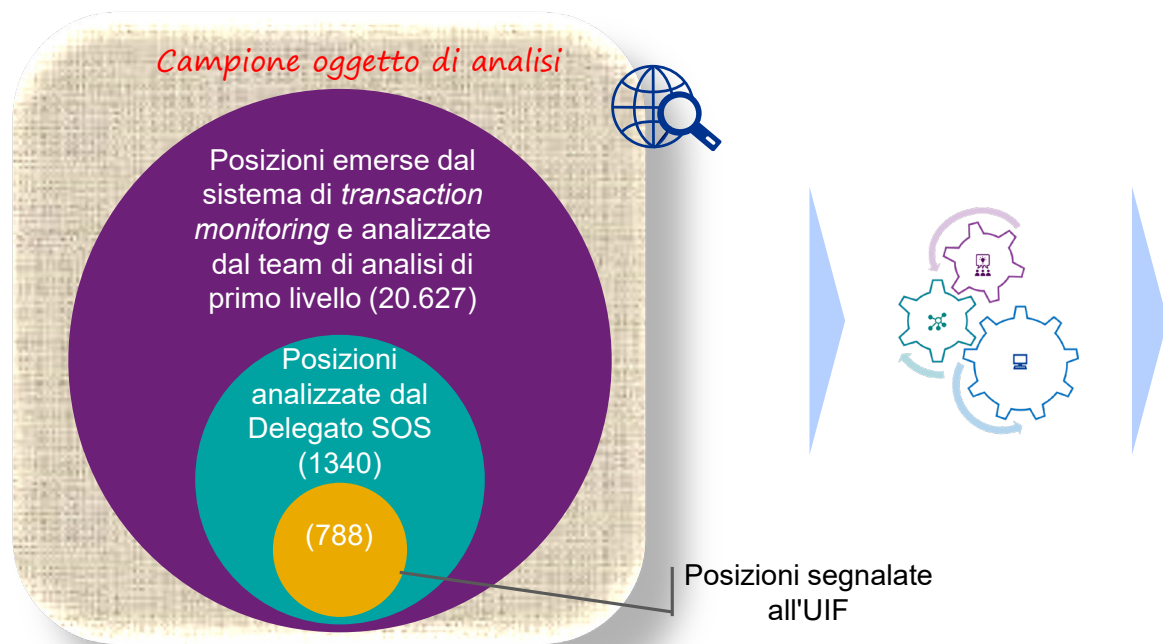 Campione oggetto di analisi
Posizioni emerse dal
sistema di transaction
monitoring e analizzate
dal team di analisi di
primo livello (20.627)
Posizioni
analizzate dal
Delegato SOS
(1340)
(788)
Posizioni segnalate
all'UIF